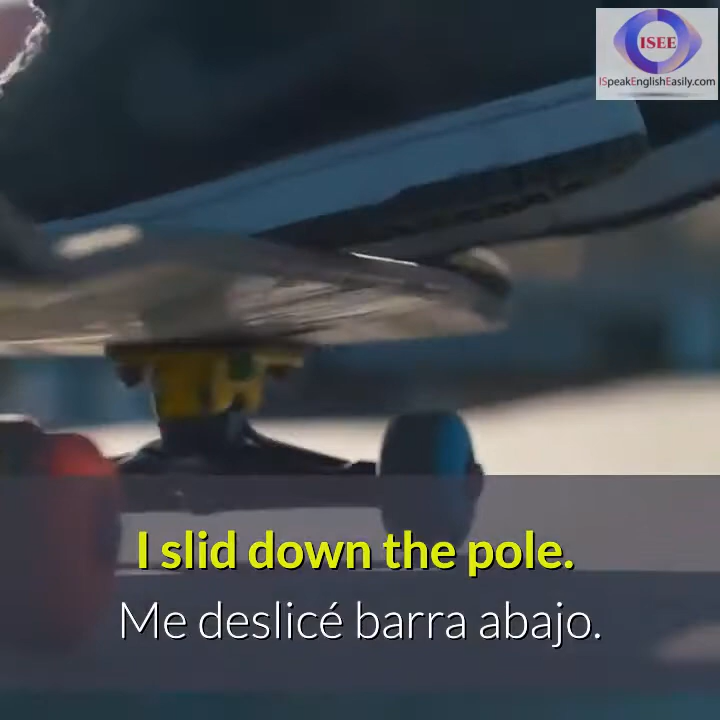 ISEE
ISpeakEnglishEasily.com
I slid down the pole.
Me deslicé barra abajo.